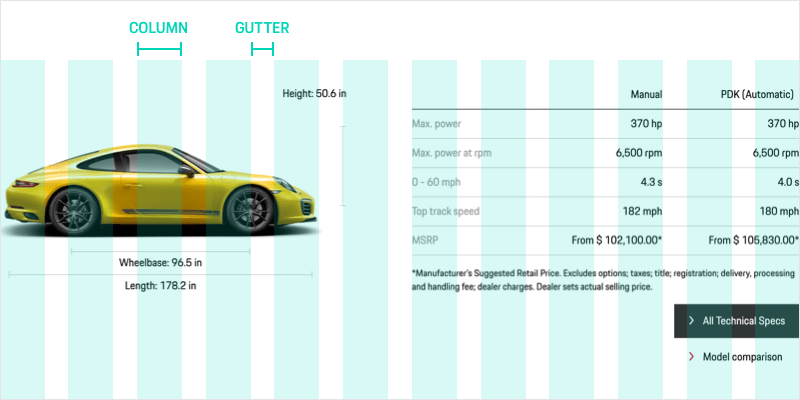 COLUMN GUTTER
Height: 50.6 in
Manual PDK (Automatic)
Max. power 370 hp 370 hp
Max. power at rpm 6,500 rpm 6,500 rpm
0 - 60 mph 4.3 s 4.0 s
Top track speed 182 mph 180 mph
MSRP From $ 102,100.00* From $ 105,830.00*
Wheelbase: 96.5 in
Length: 178.2 in
*Manufacturer's Suggested Retail Price. Excludes options; taxes; title; registration; delivery, processing
and handling fee; dealer charges. Dealer sets actual selling price.
All Technical Specs
Model comparison